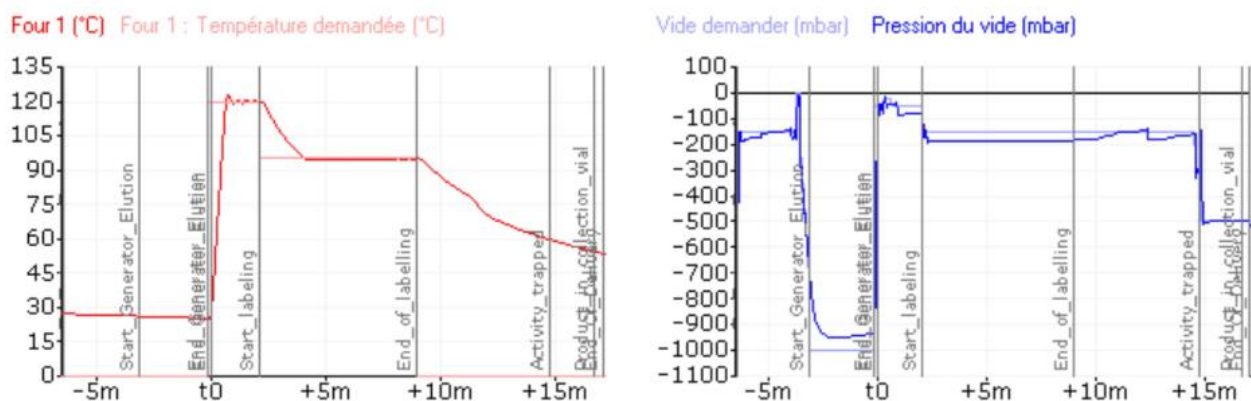 Four 1 (°C) Four 1 : Température demandée (°C)
135
120
105
90
75
60
45
30
15
0
Start_Generator_Elution
End_Generator_Elution
Start_labeling
End_of_labelling
Activity_trapped
Product_in_collection_vial
-5m t0 +5m +10m +15m
Vide demander (mbar) Pression du vide (mbar)
100
0
-100
-200
-300
-400
-500
-600
-700
-800
-900
-1000
-1100
Start_Generator_Elution
End_Generator_Elution
Start_labeling
End_of_labelling
Activity_trapped
Product_in_collection_vial
-5m t0 +5m +10m +15m